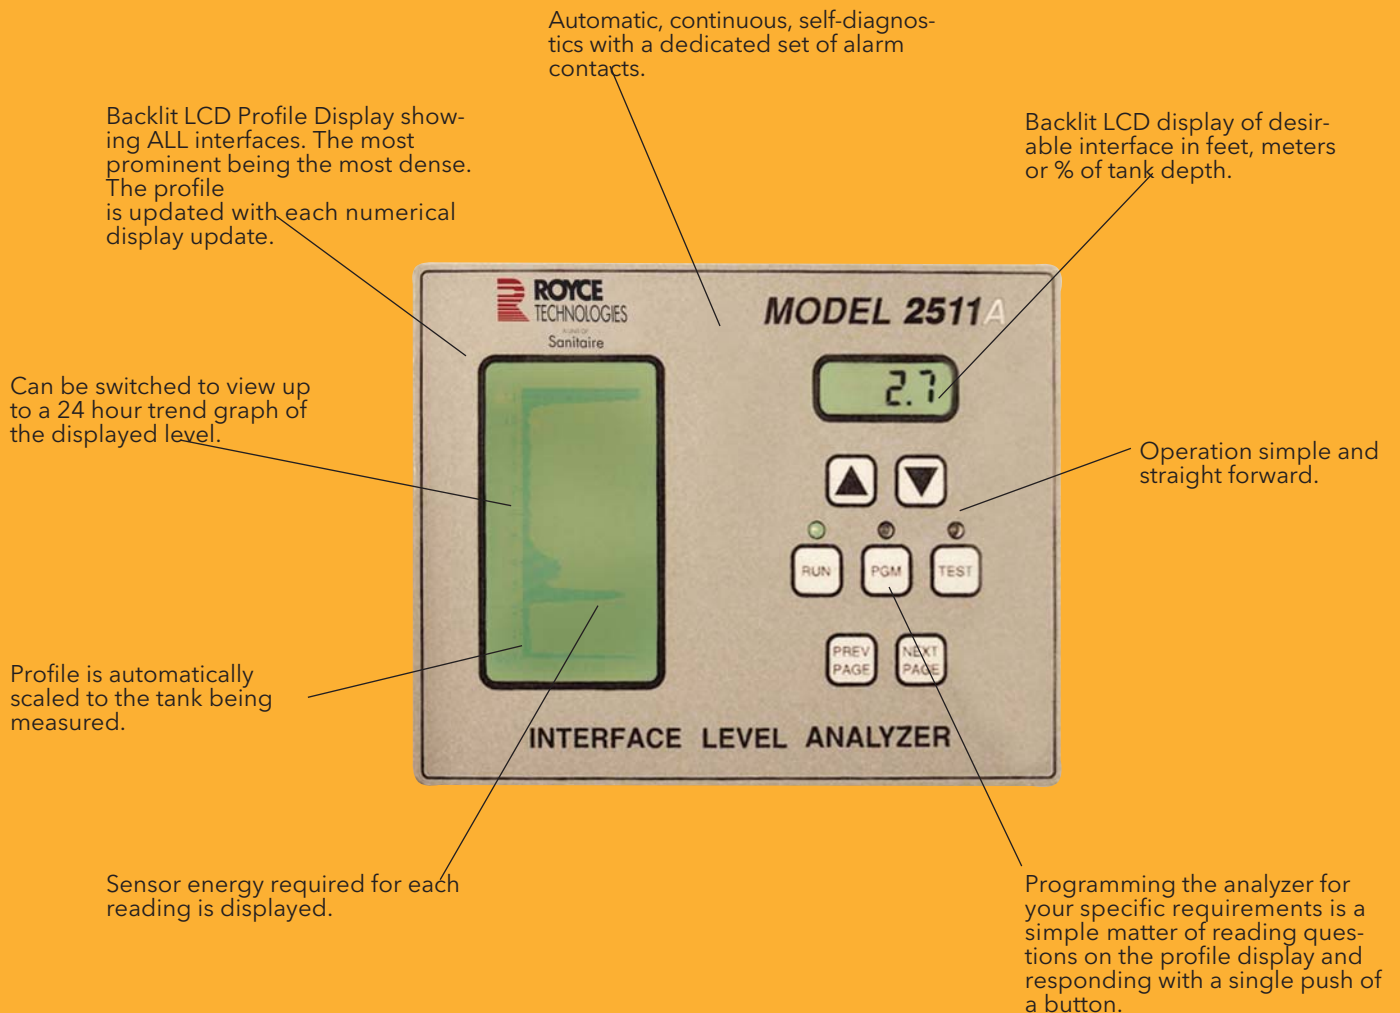 Automatic, continuous, self-diagnos-
tics with a dedicated set of alarm
contacts.
Backlit LCD Profile Display show-
ing ALL interfaces. The most
prominent being the most dense.
The profile
is updated with each numerical
display update.
Backlit LCD display of desir-
able interface in feet, meters
or % of tank depth.
Can be switched to view up
to a 24 hour trend graph of
the displayed level.
Operation simple and
straight forward.
Profile is automatically
scaled to the tank being
measured.
Sensor energy required for each
reading is displayed.
Programming the analyzer for
your specific requirements is a
simple matter of reading ques-
tions on the profile display and
responding with a single push of
a button.
ROYCE
TECHNOLOGIES
Sanitaire
MODEL 2511A
2.7
RUN
PGM
TEST
PREV
PAGE
NEXT
PAGE
INTERFACE LEVEL ANALYZER